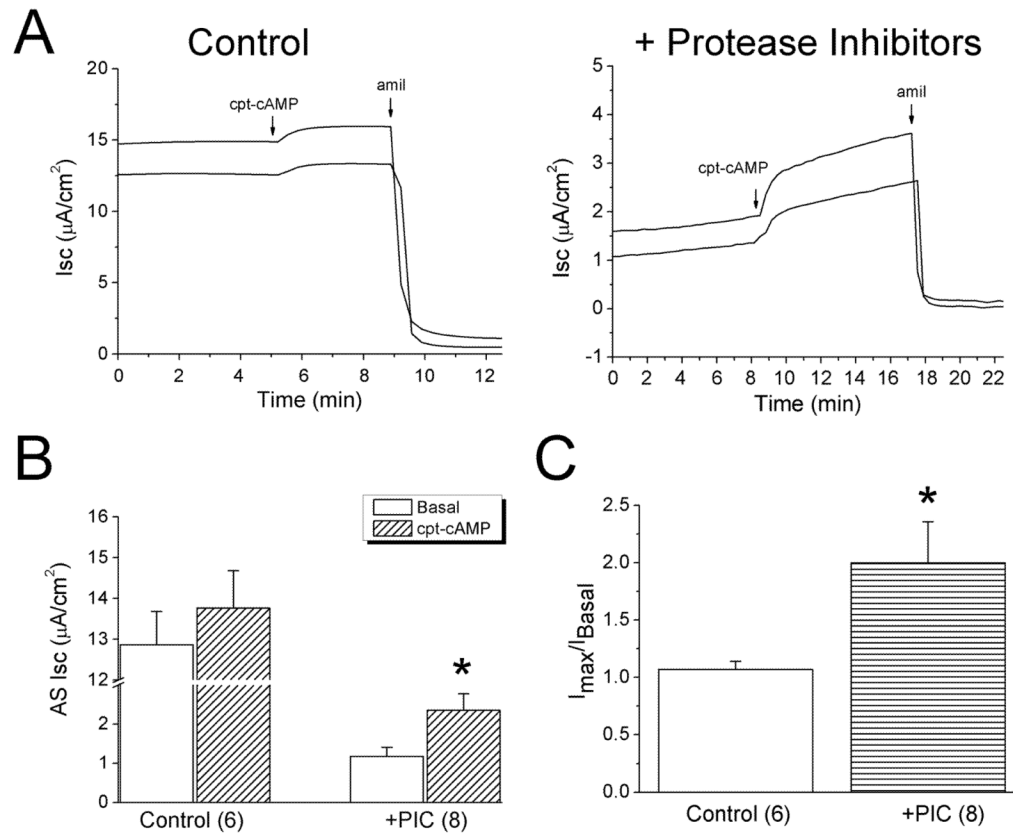 A
Control
+ Protease Inhibitors
20
15
10
5
0
Isc (μA/cm²)
cpt-cAMP
amil
0 2 4 6 8 10 12
Time (min)
5
4
3
2
1
0
-1
Isc (μA/cm²)
cpt-cAMP
amil
0 2 4 6 8 10 12 14 16 18 20 22
Time (min)
B
16
15
14
13
12
2
1
0
AS Isc (μA/cm²)
Basal
cpt-cAMP
*
Control (6) +PIC (8)
C
2.5
2.0
1.5
1.0
0.5
0.0
Imax/IBasal
*
Control (6) +PIC (8)